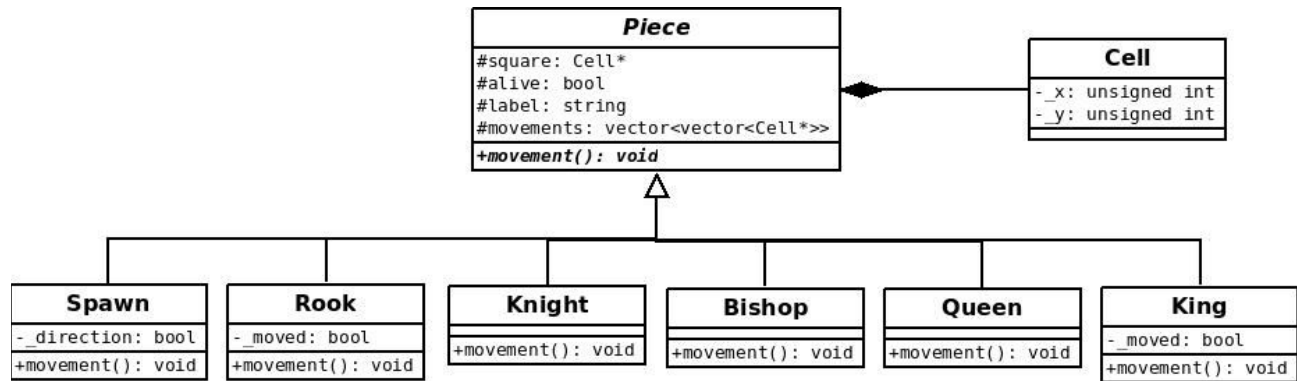 Piece
#square: Cell*
#alive: bool
#label: string
#movements: vector<vector<Cell*>>
+movement(): void
Cell
-_x: unsigned int
-_y: unsigned int
Spawn
-_direction: bool
+movement(): void
Rook
-_moved: bool
+movement(): void
Knight
+movement(): void
Bishop
+movement(): void
Queen
+movement(): void
King
-_moved: bool
+movement(): void